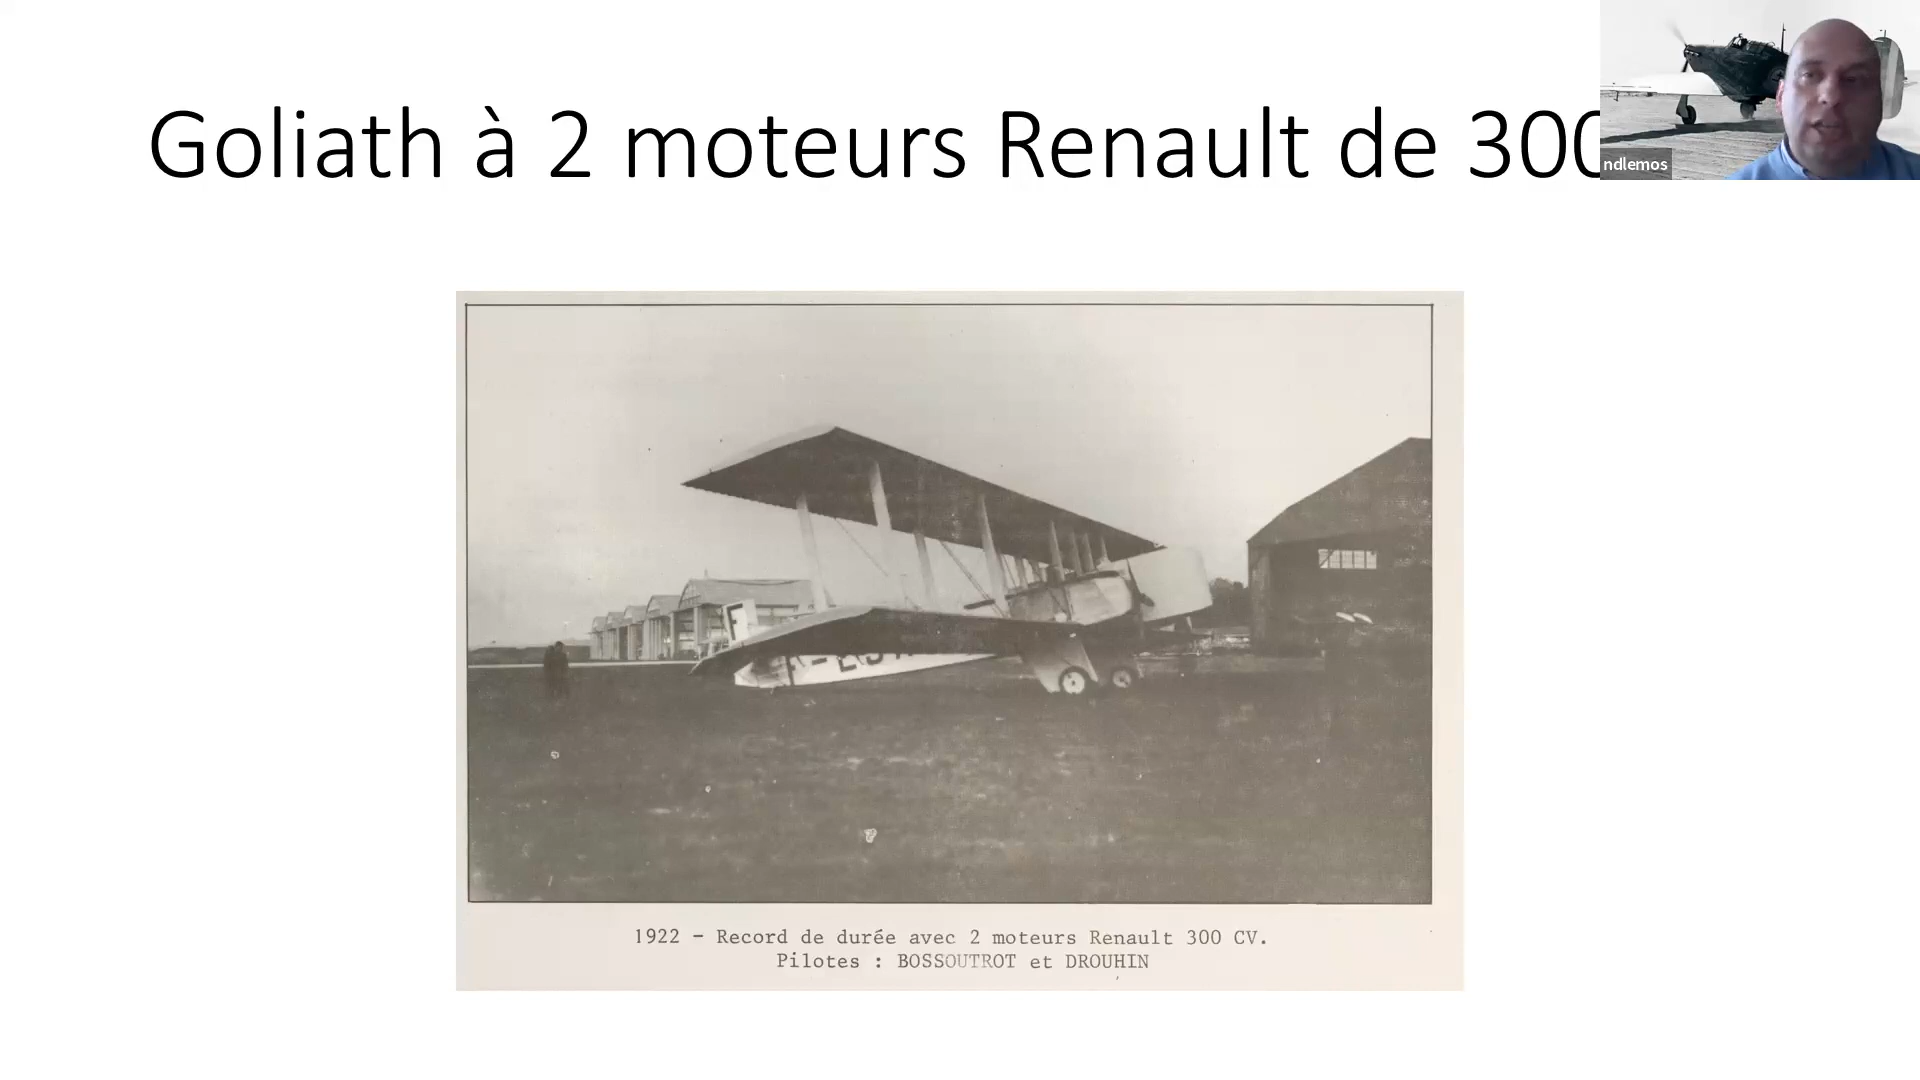 Goliath à 2 moteurs Renault de 300
ndlemos
1922 - Record de durée avec 2 moteurs Renault 300 CV.
Pilotes : BOSSOUTROT et DROUHIN